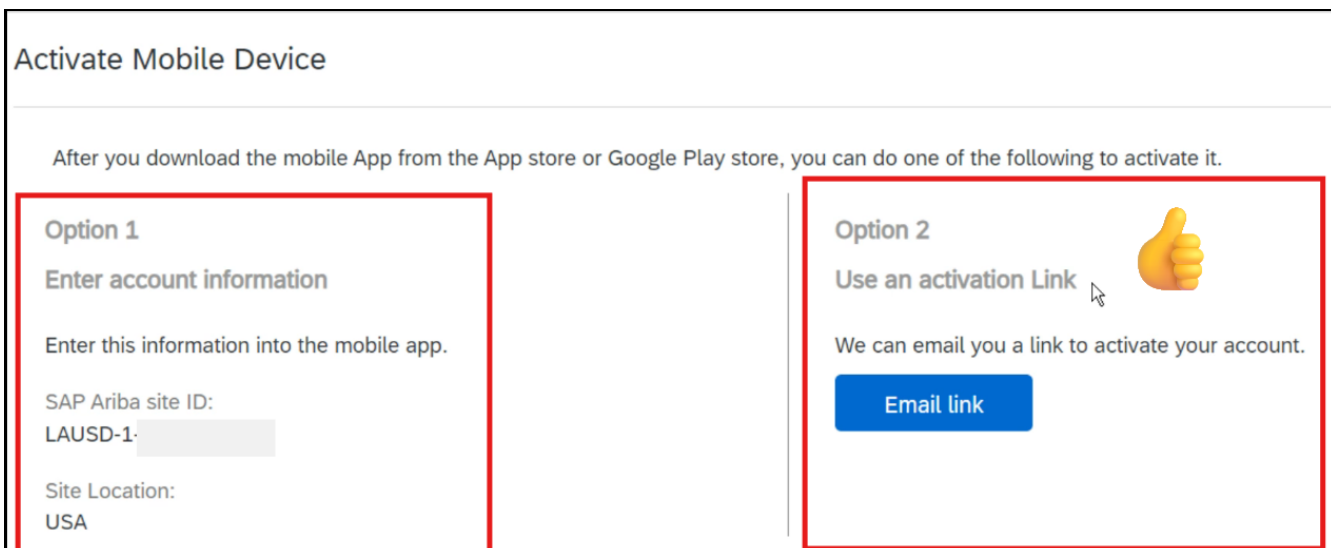 Activate Mobile Device
After you download the mobile App from the App store or Google Play store, you can do one of the following to activate it.
Option 1
Enter account information
Enter this information into the mobile app.
SAP Ariba site ID:
LAUSD-1-
Site Location:
USA
Option 2
Use an activation Link
We can email you a link to activate your account.
Email link